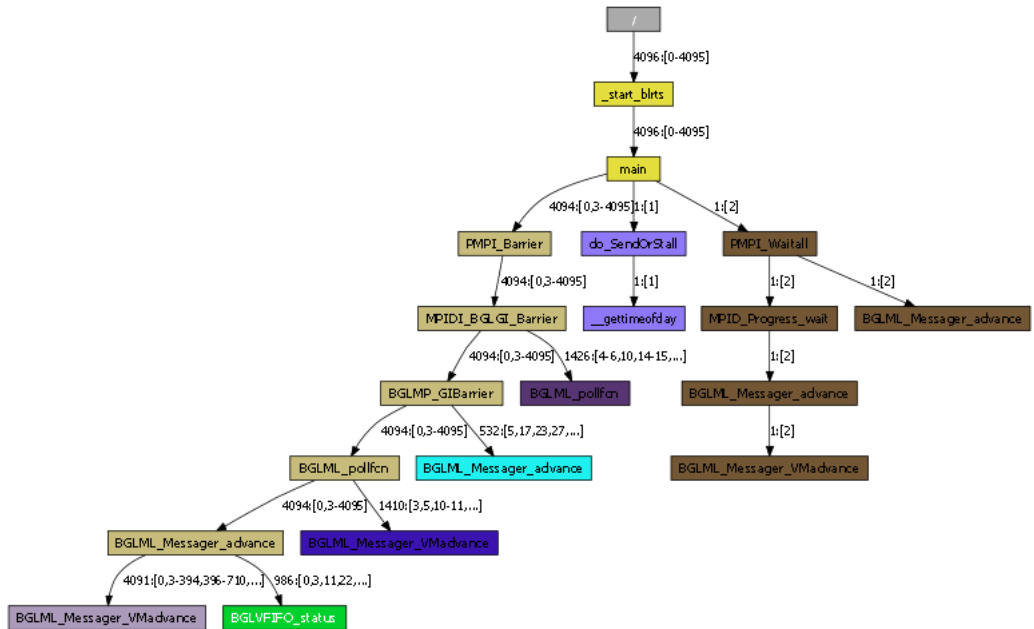 /
4096:[0-4095]
_start_blrts
4096:[0-4095]
main
4094:[0,3-4095]
1:[1]
1:[2]
PMPI_Barrier
do_SendOrStall
PMPI_Waitall
4094:[0,3-4095]
1:[1]
1:[2]
1:[2]
MPIDI_BGLGI_Barrier
__gettimeofday
MPID_Progress_wait
BGLML_Messager_advance
4094:[0,3-4095]
1426:[4-6,10,14-15,...]
1:[2]
BGLMP_GIBarrier
BGLML_pollfcn
BGLML_Messager_advance
4094:[0,3-4095]
532:[5,17,23,27,...]
1:[2]
BGLML_pollfcn
BGLML_Messager_advance
BGLML_Messager_VMadvance
4094:[0,3-4095]
1410:[3,5,10-11,...]
BGLML_Messager_advance
BGLML_Messager_VMadvance
4091:[0,3-394,396-710,...]
986:[0,3,11,22,...]
BGLML_Messager_VMadvance
BGLVFIFO_status